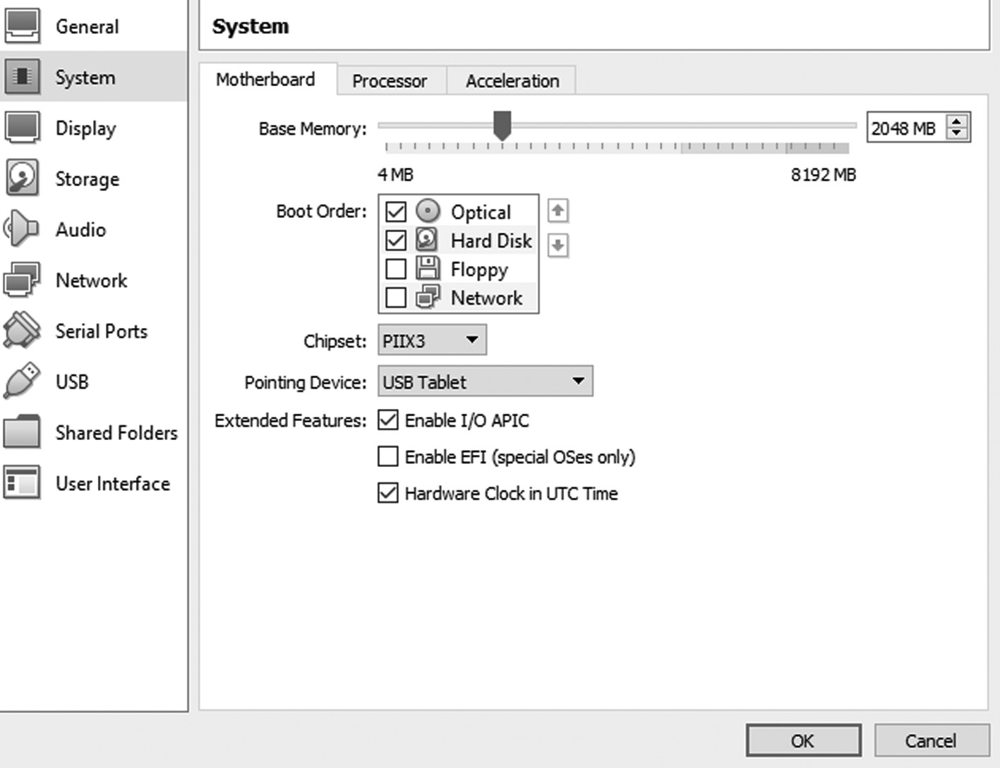 General
System
Display
Storage
Audio
Network
Serial Ports
USB
Shared Folders
User Interface
System
Motherboard Processor Acceleration
Base Memory: 2048 MB
4 MB 8192 MB
Boot Order: Optical
Hard Disk
Floppy
Network
Chipset: PIIX3
Pointing Device: USB Tablet
Extended Features: Enable I/O APIC
Enable EFI (special OSes only)
Hardware Clock in UTC Time
OK Cancel